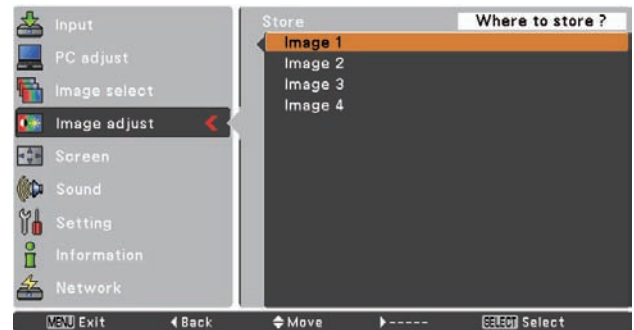 Input
PC adjust
Image select
Image adjust
Screen
Sound
Setting
Information
Network
Store
Where to store ?
Image 1
Image 2
Image 3
Image 4
MENU Exit
Back
Move
-----
SELECT Select